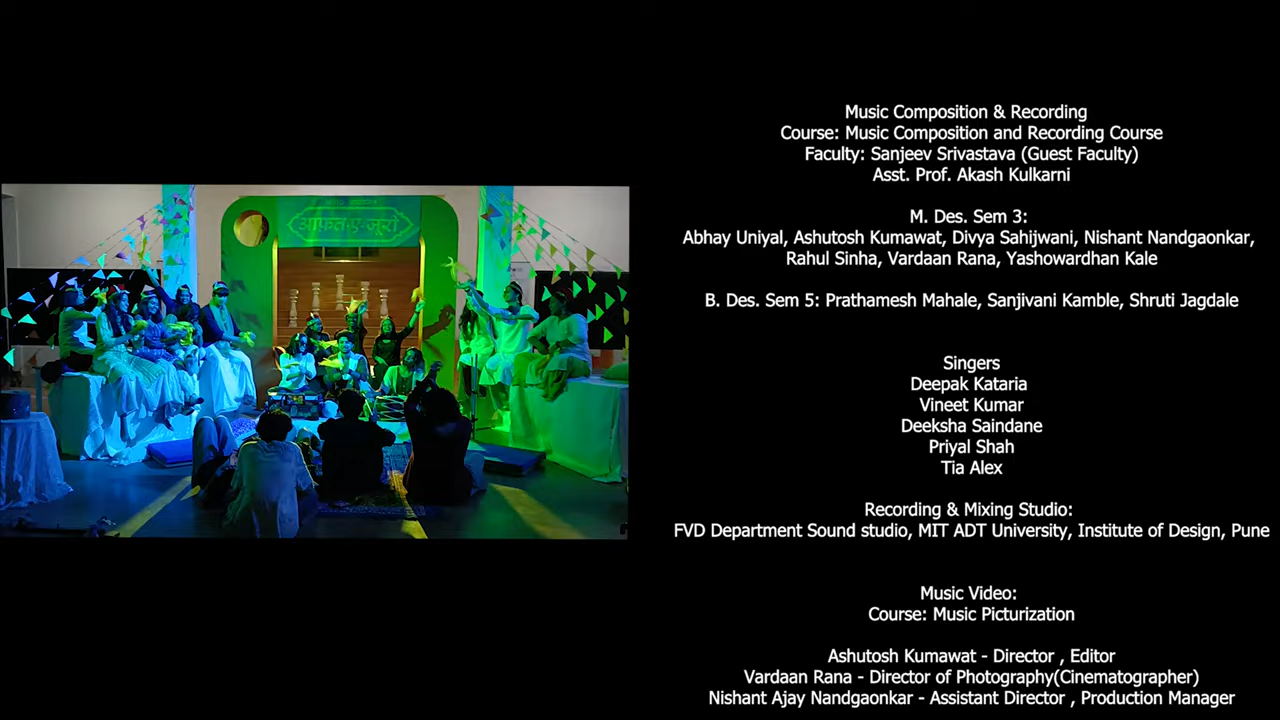 आफ़त-ए-जूरी
Music Composition & Recording
Course: Music Composition and Recording Course
Faculty: Sanjeev Srivastava (Guest Faculty)
Asst. Prof. Akash Kulkarni
M. Des. Sem 3:
Abhay Uniyal, Ashutosh Kumawat, Divya Sahijwani, Nishant Nandgaonkar,
Rahul Sinha, Vardaan Rana, Yashowardhan Kale
B. Des. Sem 5: Prathamesh Mahale, Sanjivani Kamble, Shruti Jagdale
Singers
Deepak Kataria
Vineet Kumar
Deeksha Saindane
Priyal Shah
Tia Alex
Recording & Mixing Studio:
FVD Department Sound studio, MIT ADT University, Institute of Design, Pune
Music Video:
Course: Music Picturization
Ashutosh Kumawat - Director , Editor
Vardaan Rana - Director of Photography(Cinematographer)
Nishant Ajay Nandgaonkar - Assistant Director , Production Manager